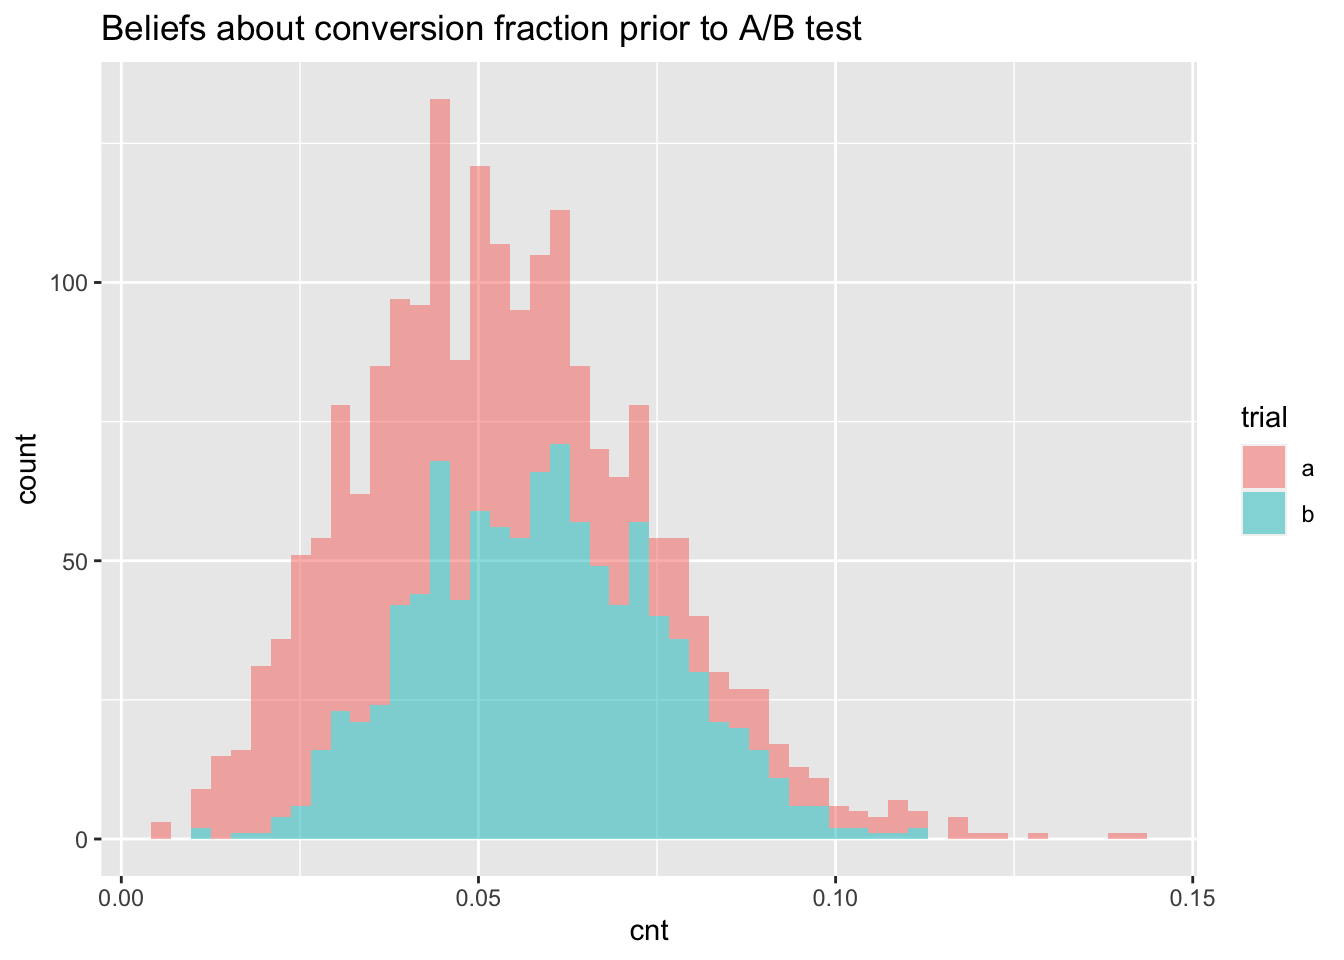 Beliefs about conversion fraction prior to A/B test
count
100
50
0
0.00 0.05 0.10 0.15
cnt
trial
a
b